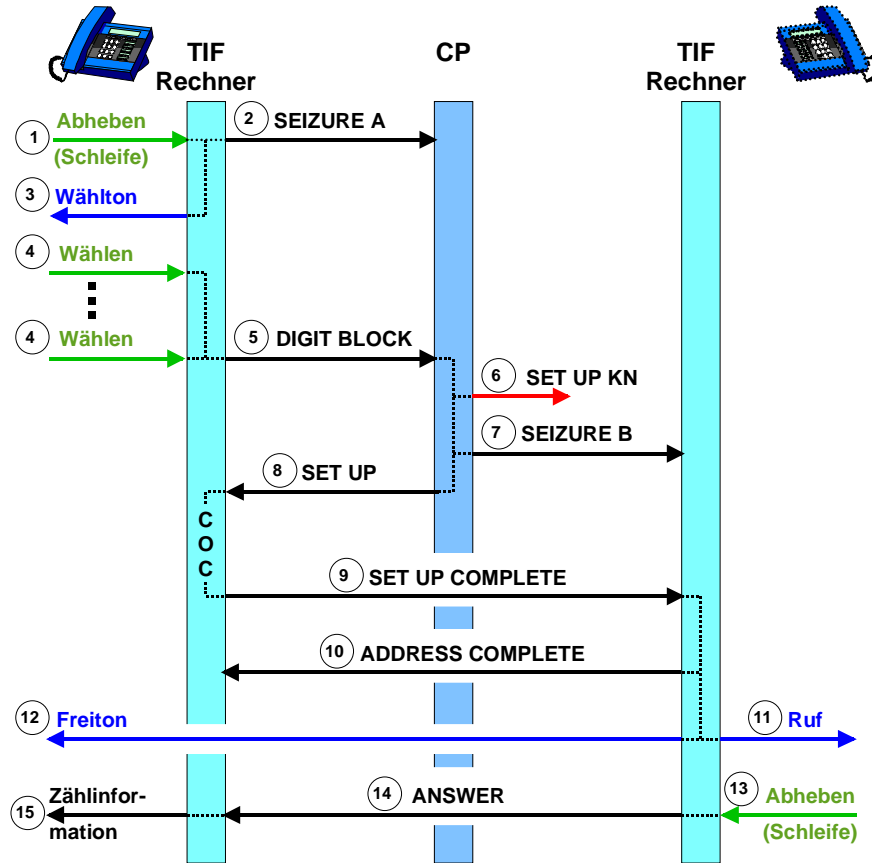 TIF
Rechner
CP
TIF
Rechner
1 Abheben
(Schleife)
2 SEIZURE A
3 Wählton
4 Wählen
4 Wählen
5 DIGIT BLOCK
6 SET UP KN
7 SEIZURE B
8 SET UP
C
O
C
9 SET UP COMPLETE
10 ADDRESS COMPLETE
12 Freiton
11 Ruf
15 Zählinfor-
mation
14 ANSWER
13 Abheben
(Schleife)